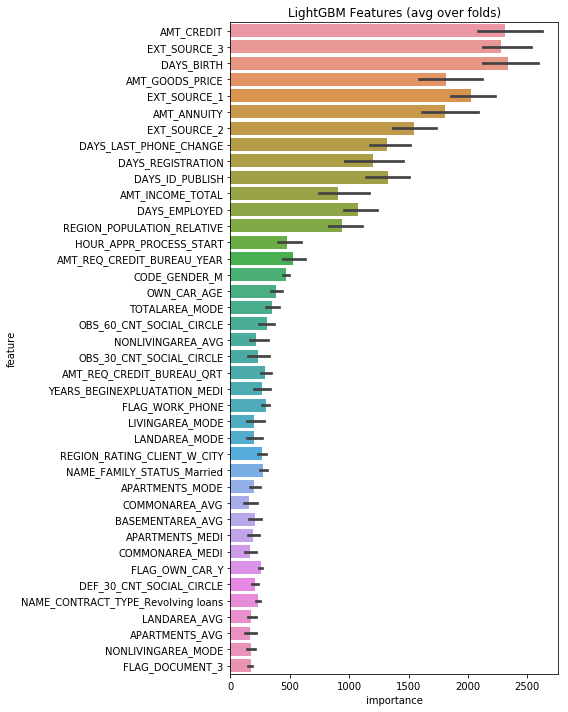 LightGBM Features (avg over folds)
AMT_CREDIT
EXT_SOURCE_3
DAYS_BIRTH
AMT_GOODS_PRICE
EXT_SOURCE_1
AMT_ANNUITY
EXT_SOURCE_2
DAYS_LAST_PHONE_CHANGE
DAYS_REGISTRATION
DAYS_ID_PUBLISH
AMT_INCOME_TOTAL
DAYS_EMPLOYED
REGION_POPULATION_RELATIVE
HOUR_APPR_PROCESS_START
AMT_REQ_CREDIT_BUREAU_YEAR
CODE_GENDER_M
OWN_CAR_AGE
TOTALAREA_MODE
OBS_60_CNT_SOCIAL_CIRCLE
NONLIVINGAREA_AVG
OBS_30_CNT_SOCIAL_CIRCLE
AMT_REQ_CREDIT_BUREAU_QRT
YEARS_BEGINEXPLUATATION_MEDI
FLAG_WORK_PHONE
LIVINGAREA_MODE
LANDAREA_MODE
REGION_RATING_CLIENT_W_CITY
NAME_FAMILY_STATUS_Married
APARTMENTS_MODE
COMMONAREA_AVG
BASEMENTAREA_AVG
APARTMENTS_MEDI
COMMONAREA_MEDI
FLAG_OWN_CAR_Y
DEF_30_CNT_SOCIAL_CIRCLE
NAME_CONTRACT_TYPE_Revolving loans
LANDAREA_AVG
APARTMENTS_AVG
NONLIVINGAREA_MODE
FLAG_DOCUMENT_3
feature
0 500 1000 1500 2000 2500
importance